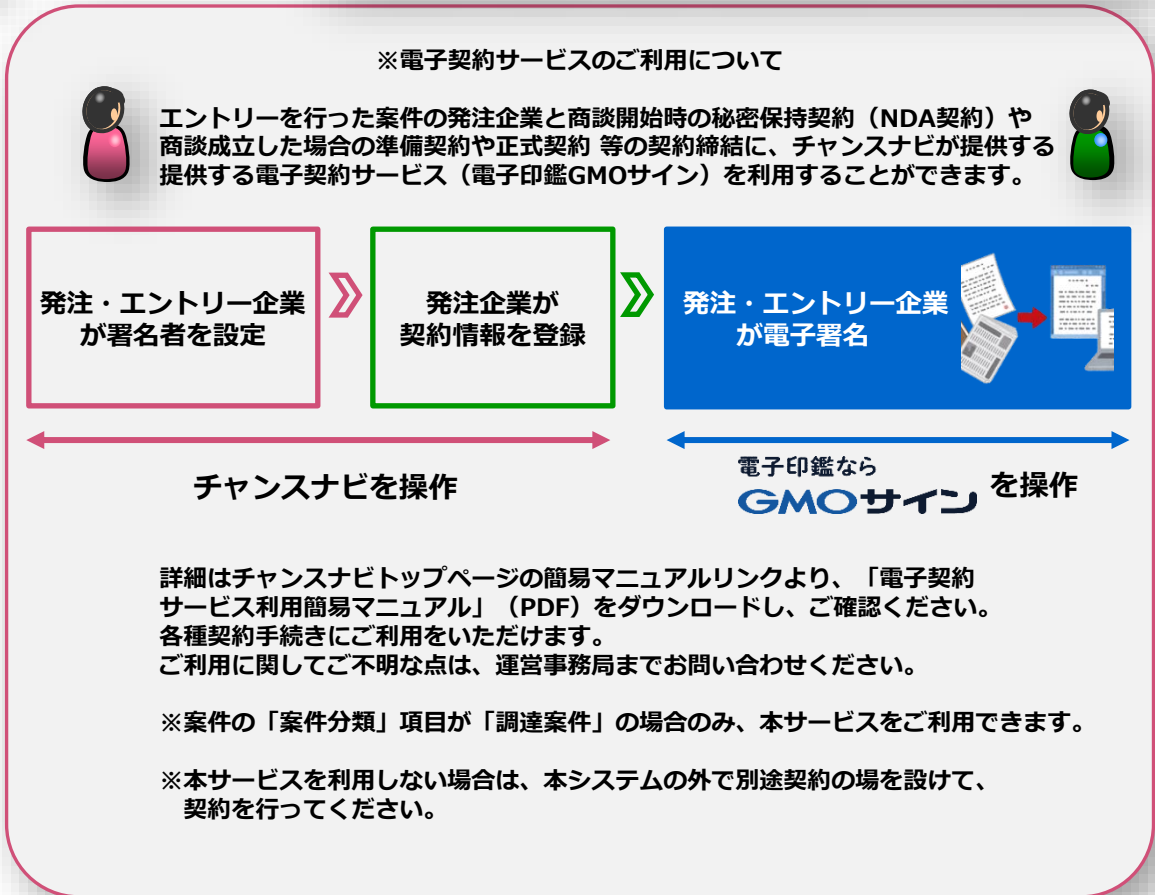 ※電子契約サービスのご利用について
エントリーを行った案件の発注企業と商談開始時の秘密保持契約（NDA契約）や
商談成立した場合の準備契約や正式契約 等の契約締結に、チャンスナビが提供する
提供する電子契約サービス（電子印鑑GMOサイン）を利用することができます。
発注・エントリー企業
が署名者を設定
発注企業が
契約情報を登録
発注・エントリー企業
が電子署名
チャンスナビを操作
電子印鑑なら
GMOサイン
を操作
詳細はチャンスナビトップページの簡易マニュアルリンクより、「電子契約
サービス利用簡易マニュアル」（PDF）をダウンロードし、ご確認ください。
各種契約手続きにご利用をいただけます。
ご利用に関してご不明な点は、運営事務局までお問い合わせください。
※案件の「案件分類」項目が「調達案件」の場合のみ、本サービスをご利用できます。
※本サービスを利用しない場合は、本システムの外で別途契約の場を設けて、
契約を行ってください。